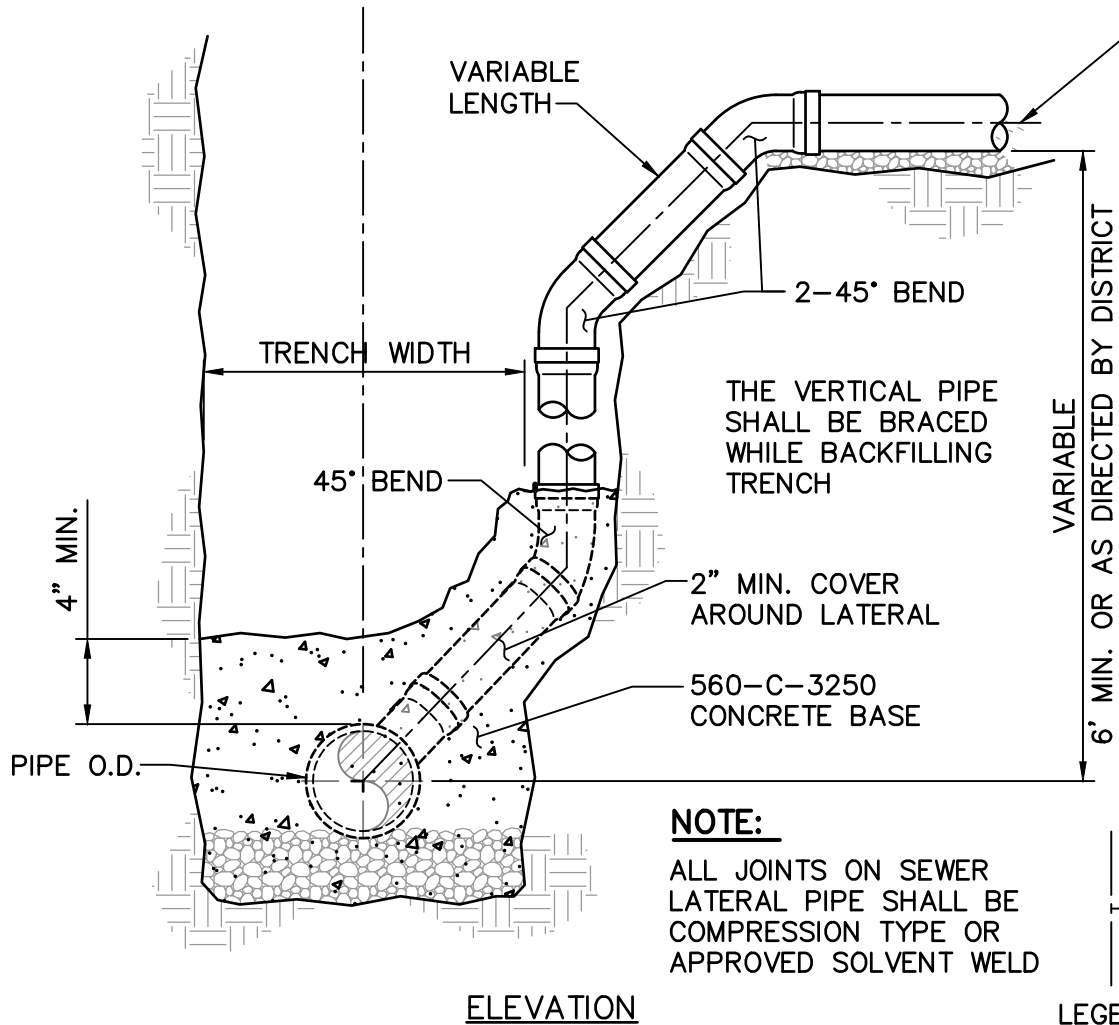 VARIABLE
LENGTH
2-45° BEND
TRENCH WIDTH
THE VERTICAL PIPE
SHALL BE BRACED
WHILE BACKFILLING
TRENCH
45° BEND
4" MIN.
2" MIN. COVER
AROUND LATERAL
560-C-3250
CONCRETE BASE
PIPE O.D.
VARIABLE
6' MIN. OR AS DIRECTED BY DISTRICT
NOTE:
ALL JOINTS ON SEWER
LATERAL PIPE SHALL BE
COMPRESSION TYPE OR
APPROVED SOLVENT WELD
ELEVATION